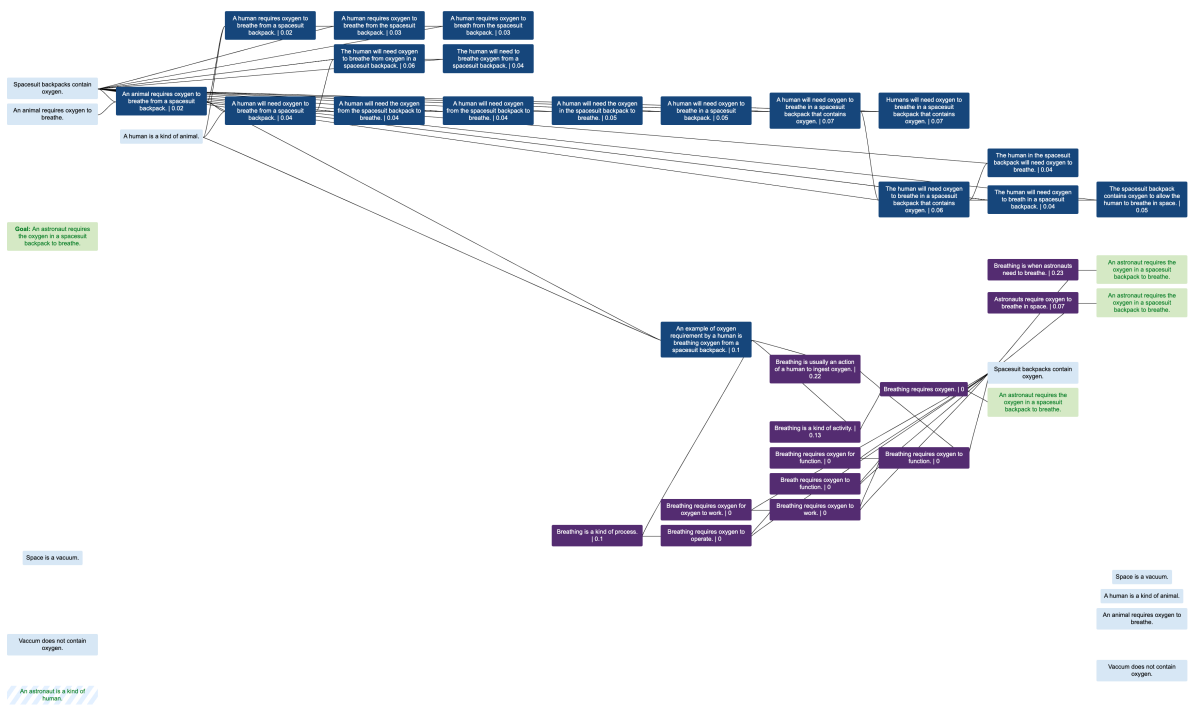 A human requires oxygen to
breathe from a spacesuit
backpack. | 0.02
A human requires oxygen to
breathe from the spacesuit
backpack. | 0.03
A human requires oxygen to
breath from the spacesuit
backpack. | 0.03
The human will need oxygen
to breathe from oxygen in a
spacesuit backpack. | 0.06
The human will need to
breathe oxygen from a
spacesuit backpack. | 0.04
Spacesuit backpacks contain
oxygen.
An animal requires oxygen to
breathe.
An animal requires oxygen to
breathe from a spacesuit
backpack. | 0.02
A human is a kind of animal.
A human will need oxygen to
breathe from a spacesuit
backpack. | 0.04
A human will need the oxygen
from the spacesuit backpack to
breathe. | 0.04
A human will need oxygen
from the spacesuit backpack to
breathe. | 0.04
A human will need the oxygen
in the spacesuit backpack to
breathe. | 0.05
A human will need oxygen to
breathe in a spacesuit
backpack. | 0.05
A human will need oxygen to
breathe in a spacesuit
backpack that contains
oxygen. | 0.07
Humans will need oxygen to
breathe in a spacesuit
backpack that contains
oxygen. | 0.07
The human in the spacesuit
backpack will need oxygen to
breathe. | 0.04
The human will need oxygen
to breathe in a spacesuit
backpack that contains
oxygen. | 0.06
The human will need oxygen
to breath in a spacesuit
backpack. | 0.04
The spacesuit backpack
contains oxygen to allow the
human to breathe in space. |
0.05
Goal: An astronaut requires
the oxygen in a spacesuit
backpack to breathe.
Breathing is when astronauts
need to breathe. | 0.23
An astronaut requires the
oxygen in a spacesuit
backpack to breathe.
Astronauts require oxygen to
breathe in space. | 0.07
An astronaut requires the
oxygen in a spacesuit
backpack to breathe.
An example of oxygen
requirement by a human is
breathing oxygen from a
spacesuit backpack. | 0.1
Breathing is usually an action
of a human to ingest oxygen. |
0.22
Spacesuit backpacks contain
oxygen.
Breathing requires oxygen. | 0
An astronaut requires the
oxygen in a spacesuit
backpack to breathe.
Breathing is a kind of activity. |
0.13
Breathing requires oxygen for
function. | 0
Breathing requires oxygen to
function. | 0
Breath requires oxygen to
function. | 0
Breathing requires oxygen for
oxygen to work. | 0
Breathing requires oxygen to
work. | 0
Breathing is a kind of process.
| 0.1
Breathing requires oxygen to
operate. | 0
Space is a vacuum.
Space is a vacuum.
A human is a kind of animal.
An animal requires oxygen to
breathe.
Vaccum does not contain
oxygen.
Vaccum does not contain
oxygen.
An astronaut is a kind of
human.